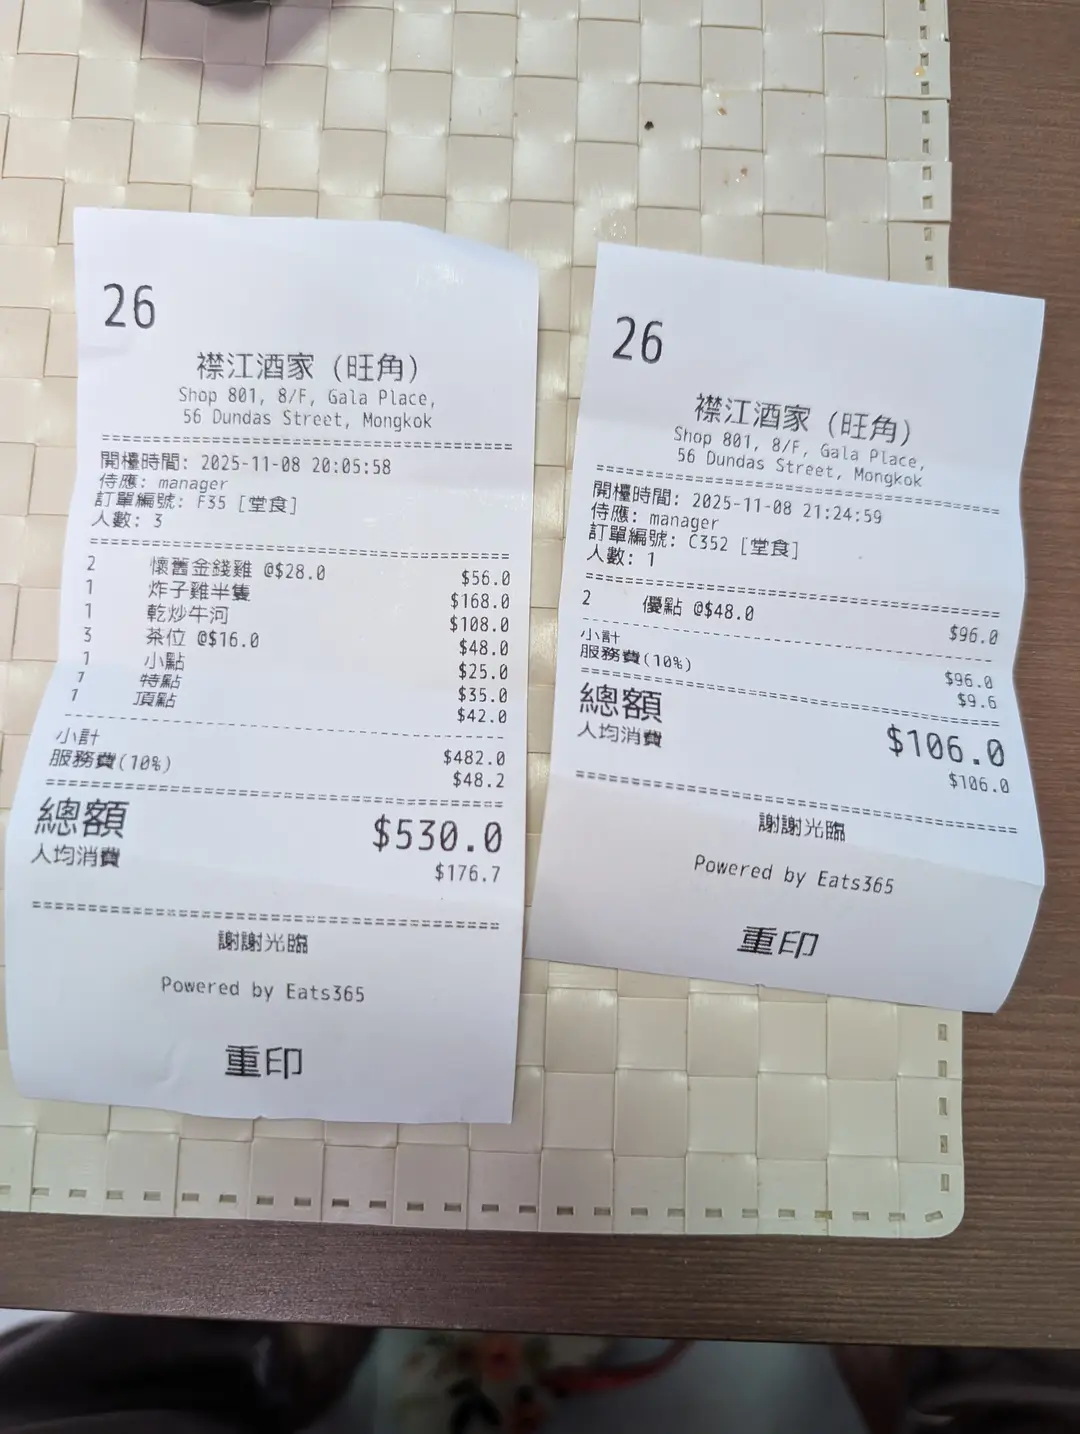 26
襟江酒家 (旺角)
Shop 801, 8/F, Gala Place,
56 Dundas Street, Mongkok
開檯時間: 2025-11-08 20:05:58
侍應: manager
訂單編號: F35 [堂食]
人數: 3
2 懷舊金錢雞 @$28.0 $56.0
1 炸子雞半隻 $168.0
1 乾炒牛河 $108.0
3 茶位 @$16.0 $48.0
1 小點 $25.0
1 特點 $35.0
1 頂點 $42.0
小計 $482.0
服務費(10%) $48.2
總額 $530.0
人均消費 $176.7
謝謝光臨
Powered by Eats365
重印
26
襟江酒家 (旺角)
Shop 801, 8/F, Gala Place,
56 Dundas Street, Mongkok
開檯時間: 2025-11-08 21:24:59
侍應: manager
訂單編號: C352 [堂食]
人數: 1
2 優點 @$48.0 $96.0
小計 $96.0
服務費(10%) $9.6
總額 $106.0
人均消費 $106.0
謝謝光臨
Powered by Eats365
重印